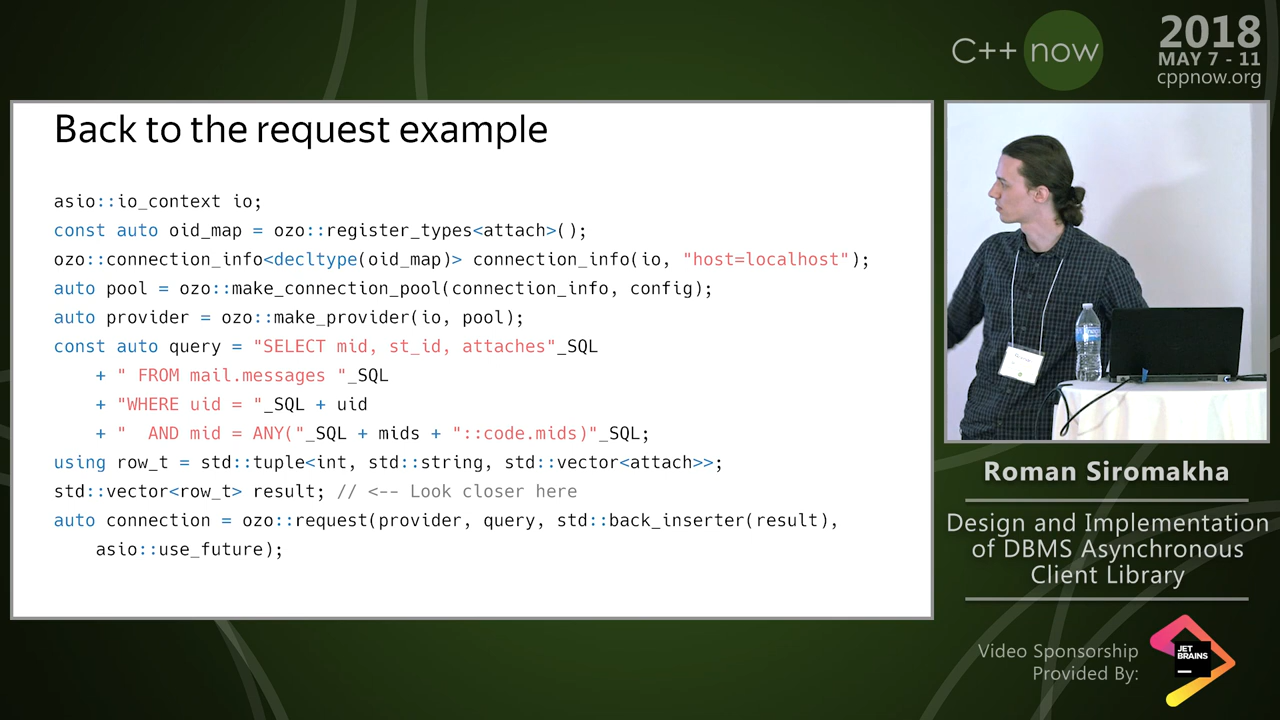 C++ now
2018
MAY 7 - 11
cppnow.org
Back to the request example
asio::io_context io;
const auto oid_map = ozo::register_types<attach>();
ozo::connection_info<decltype(oid_map)> connection_info(io, "host=localhost");
auto pool = ozo::make_connection_pool(connection_info, config);
auto provider = ozo::make_provider(io, pool);
const auto query = "SELECT mid, st_id, attaches"_SQL
    + " FROM mail.messages "_SQL
    + "WHERE uid = "_SQL + uid
    + "  AND mid = ANY("_SQL + mids + "::code.mids)"_SQL;
using row_t = std::tuple<int, std::string, std::vector<attach>>;
std::vector<row_t> result; // <-- Look closer here
auto connection = ozo::request(provider, query, std::back_inserter(result),
    asio::use_future);
Roman Siromakha
Design and Implementation
of DBMS Asynchronous
Client Library
Video Sponsorship
Provided By:
JET
BRAINS